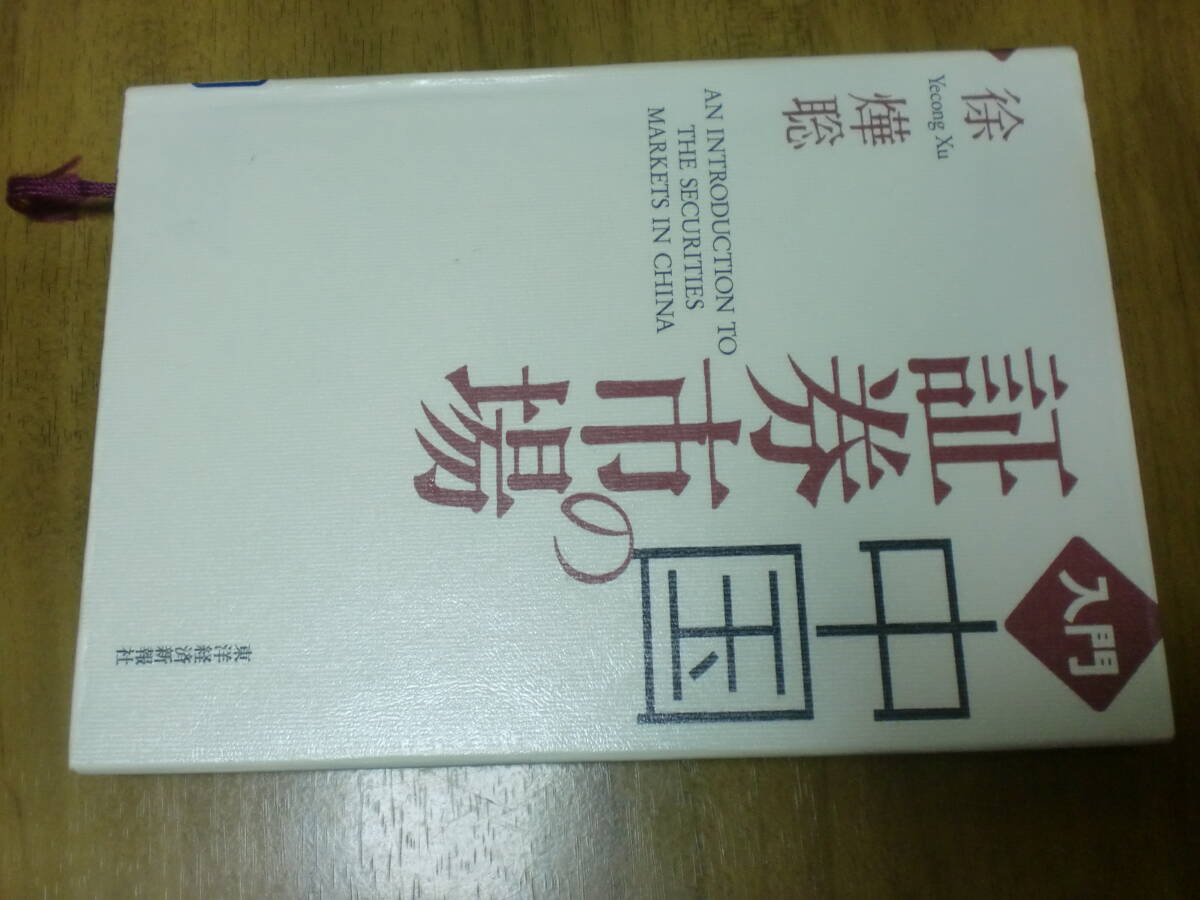 入門
中国の
証券市場
AN INTRODUCTION TO
THE SECURITIES
MARKETS IN CHINA
徐
燁
聡
Yecong Xu
東洋経済新報社